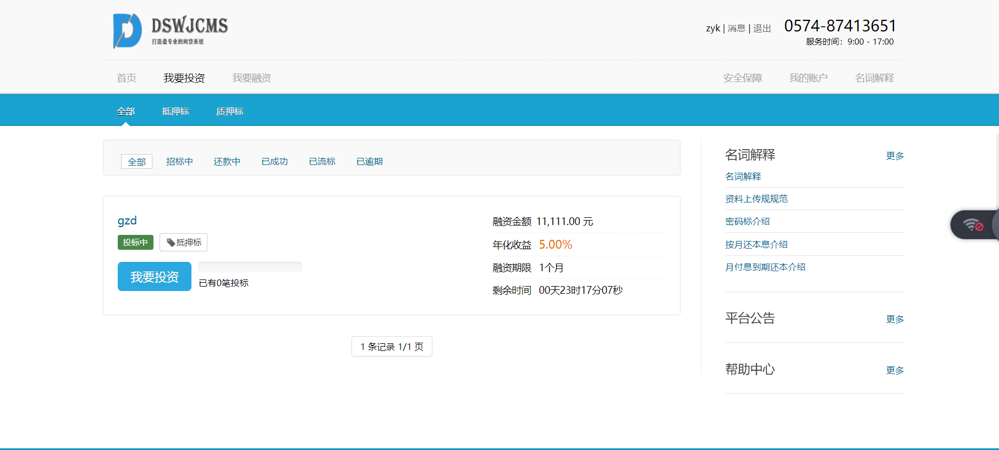 DSWJCMS
打造最专业的网贷系统
zyk | 消息 | 退出
0574-87413651
服务时间：9:00 - 17:00
首页 我要投资 我要融资 安全保障 我的账户 名词解释
全部 抵押标 质押标
全部 招标中 还款中 已成功 已流标 已逾期
gzd
投标中 抵押标
我要投资
已有0笔投标
融资金额 11,111.00 元
年化收益 5.00%
融资期限 1个月
剩余时间 00天23时17分07秒
1 条记录 1/1 页
名词解释 更多
名词解释
资料上传规规范
密码标介绍
按月还本息介绍
月付息到期还本介绍
平台公告 更多
帮助中心 更多